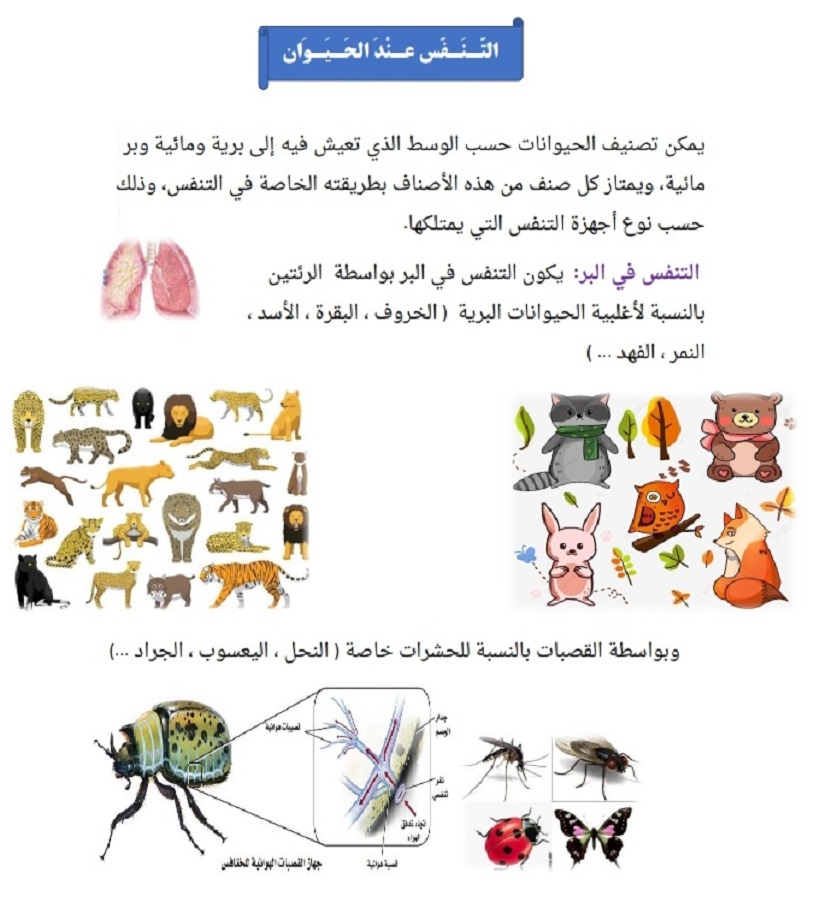 التّــنَــفّس عــنْدَ الحَــيَــوَان
يمكن تصنيف الحيوانات حسب الوسط الذي تعيش فيه إلى برية ومائية وبر
مائية، ويمتاز كل صنف من هذه الأصناف بطريقته الخاصة في التنفس، وذلك
حسب نوع أجهزة التنفس التي يمتلكها.
التنفس في البر: يكون التنفس في البر بواسطة الرئتين
بالنسبة لأغلبية الحيوانات البرية ( الخروف ، البقرة ، الأسد ،
النمر ، الفهد ... )
وبواسطة القصبات بالنسبة للحشرات خاصة ( النحل ، اليعسوب ، الجراد ...)
قصيبات هوائية
جدار
الجسم
ثغر
تنفسي
اتجاه تدفق
الهواء
قصبة هوائية
جهاز القصبات الهوائية للخنافس